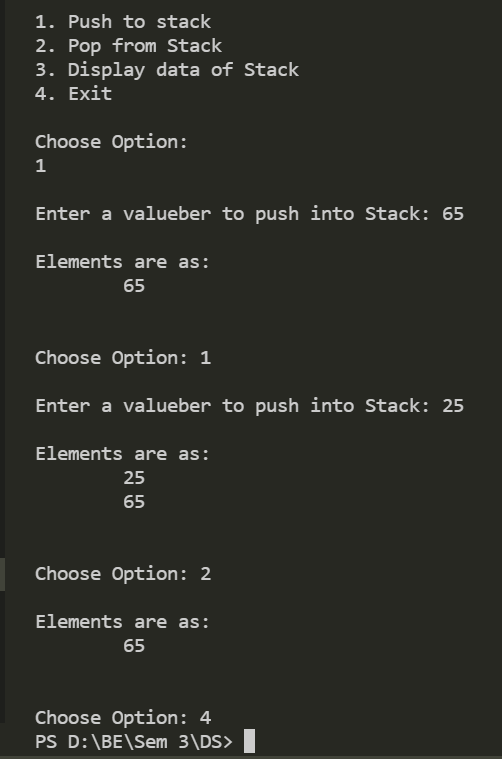 1. Push to stack
2. Pop from Stack
3. Display data of Stack
4. Exit
Choose Option:
1
Enter a valueber to push into Stack: 65
Elements are as:
65
Choose Option: 1
Enter a valueber to push into Stack: 25
Elements are as:
25
65
Choose Option: 2
Elements are as:
65
Choose Option: 4
PS D:\BE\Sem 3\DS>